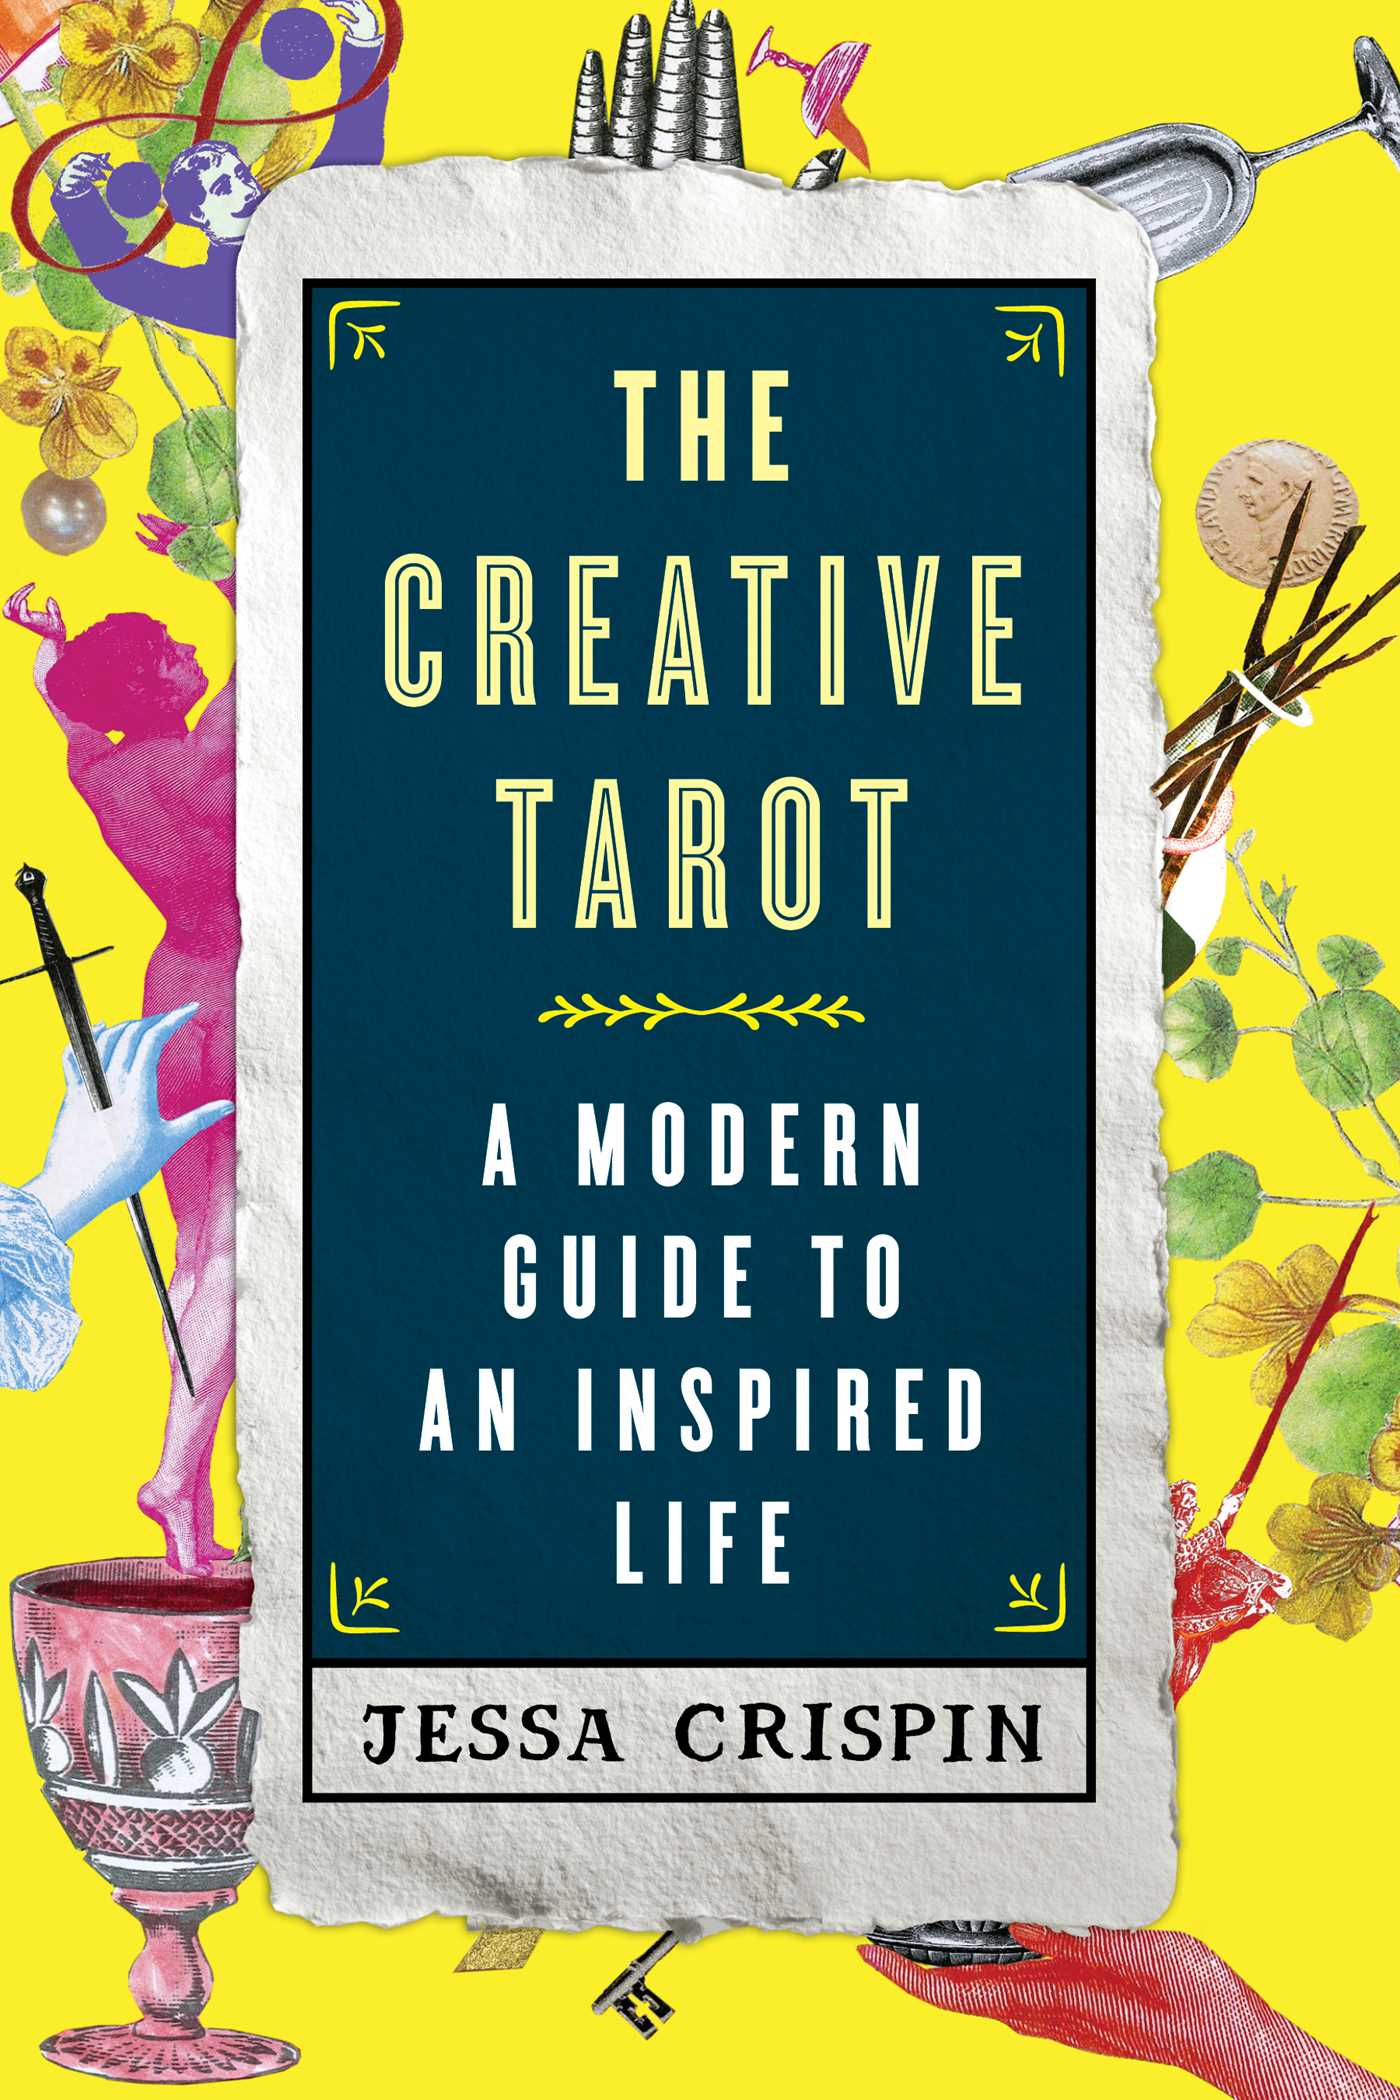 THE
CREATIVE
TAROT
A MODERN
GUIDE TO
AN INSPIRED
LIFE
JESSA CRISPIN